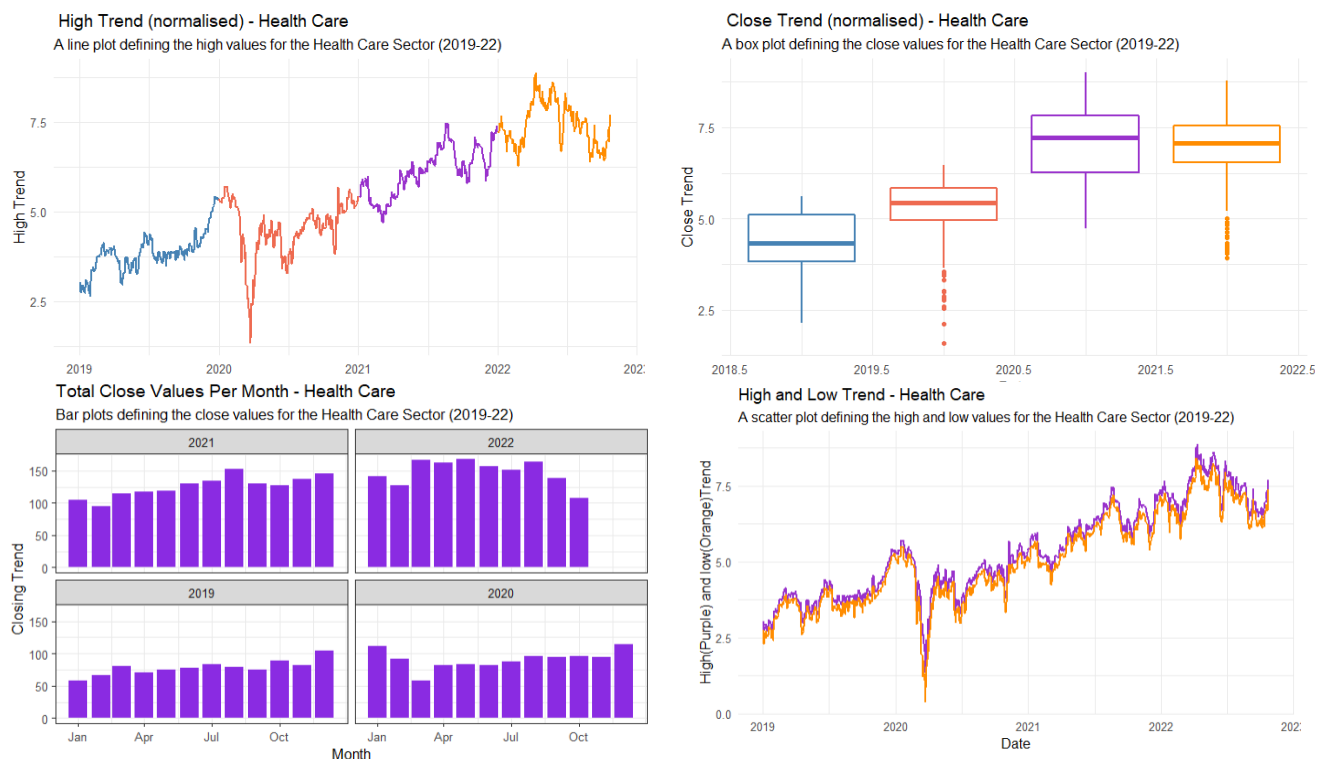 High Trend (normalised) - Health Care
A line plot defining the high values for the Health Care Sector (2019-22)
High Trend
7.5
5.0
2.5
2019
2020
2021
2022
202
Close Trend (normalised) - Health Care
A box plot defining the close values for the Health Care Sector (2019-22)
Close Trend
7.5
5.0
2.5
2018.5
2019.5
2020.5
2021.5
2022.5
Total Close Values Per Month - Health Care
Bar plots defining the close values for the Health Care Sector (2019-22)
Closing Trend
2021
2022
150
100
50
0
2019
2020
150
100
50
0
Jan
Apr
Jul
Oct
Jan
Apr
Jul
Oct
Month
High and Low Trend - Health Care
A scatter plot defining the high and low values for the Health Care Sector (2019-22)
High(Purple) and low(Orange)Trend
7.5
5.0
2.5
0.0
2019
2020
2021
2022
202
Date